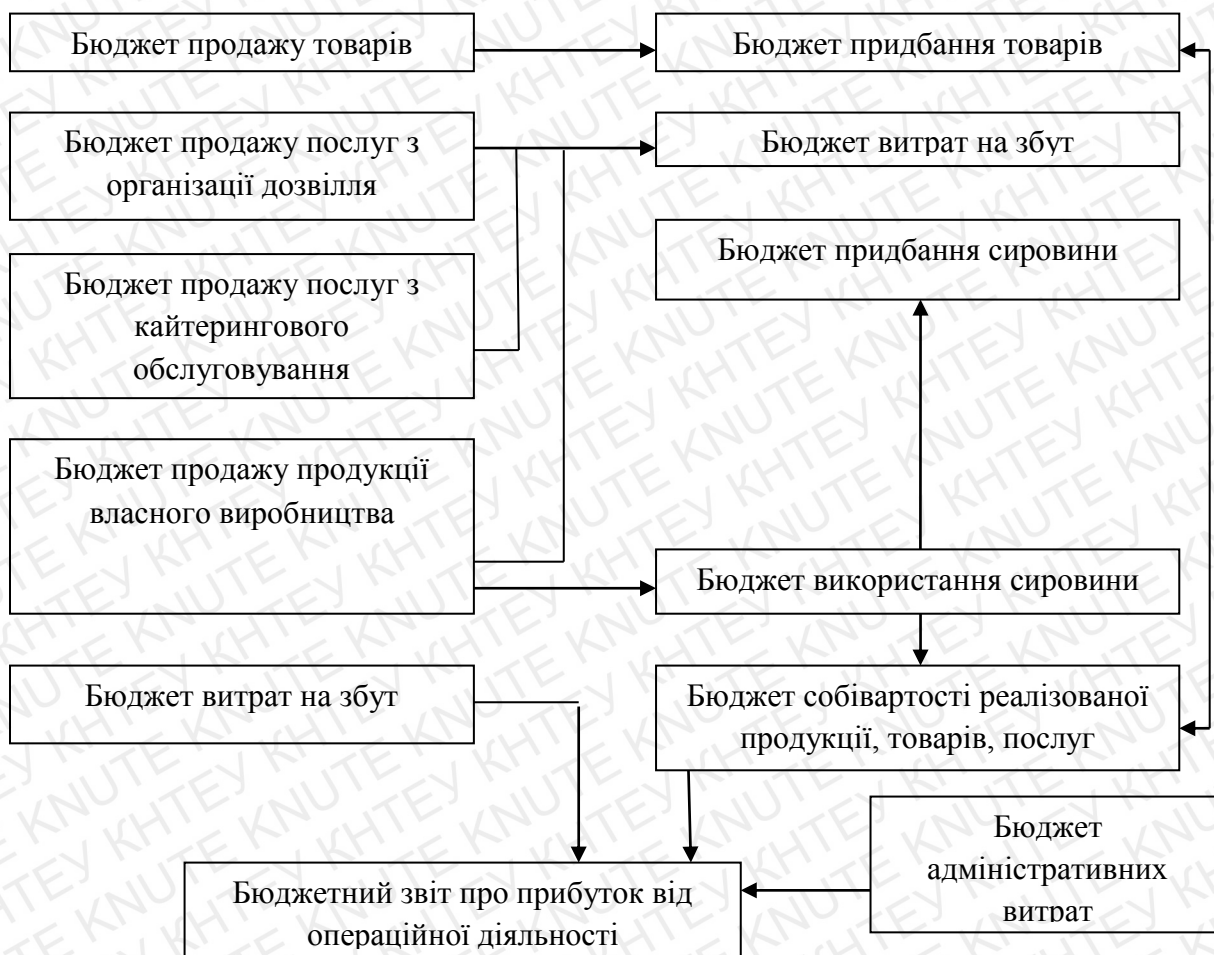 Бюджет продажу товарів
Бюджет придбання товарів
Бюджет продажу послуг з
організації дозвілля
Бюджет витрат на збут
Бюджет придбання сировини
Бюджет продажу послуг з
кайтерингового
обслуговування
Бюджет продажу продукції
власного виробництва
Бюджет використання сировини
Бюджет витрат на збут
Бюджет собівартості реалізованої
продукції, товарів, послуг
Бюджет
адміністративних
витрат
Бюджетний звіт про прибуток від
операційної діяльності